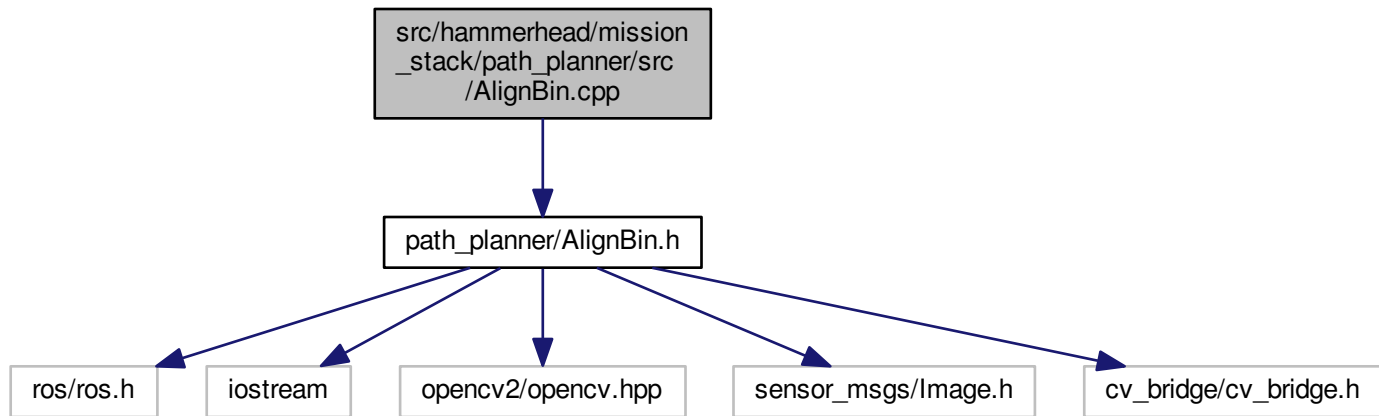 src/hammerhead/mission
_stack/path_planner/src
/AlignBin.cpp
path_planner/AlignBin.h
ros/ros.h
iostream
opencv2/opencv.hpp
sensor_msgs/Image.h
cv_bridge/cv_bridge.h